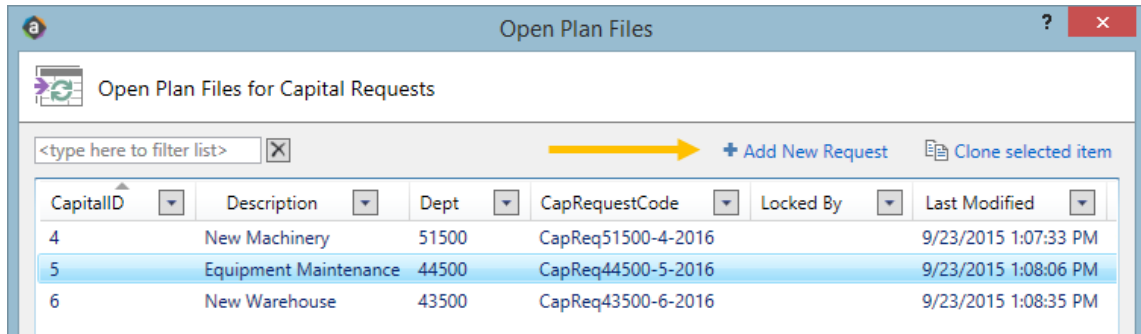 Open Plan Files ? ×
Open Plan Files for Capital Requests
<type here to filter list> + Add New Request Clone selected item
CapitalID Description Dept CapRequestCode Locked By Last Modified
4 New Machinery 51500 CapReq51500-4-2016 9/23/2015 1:07:33 PM
5 Equipment Maintenance 44500 CapReq44500-5-2016 9/23/2015 1:08:06 PM
6 New Warehouse 43500 CapReq43500-6-2016 9/23/2015 1:08:35 PM